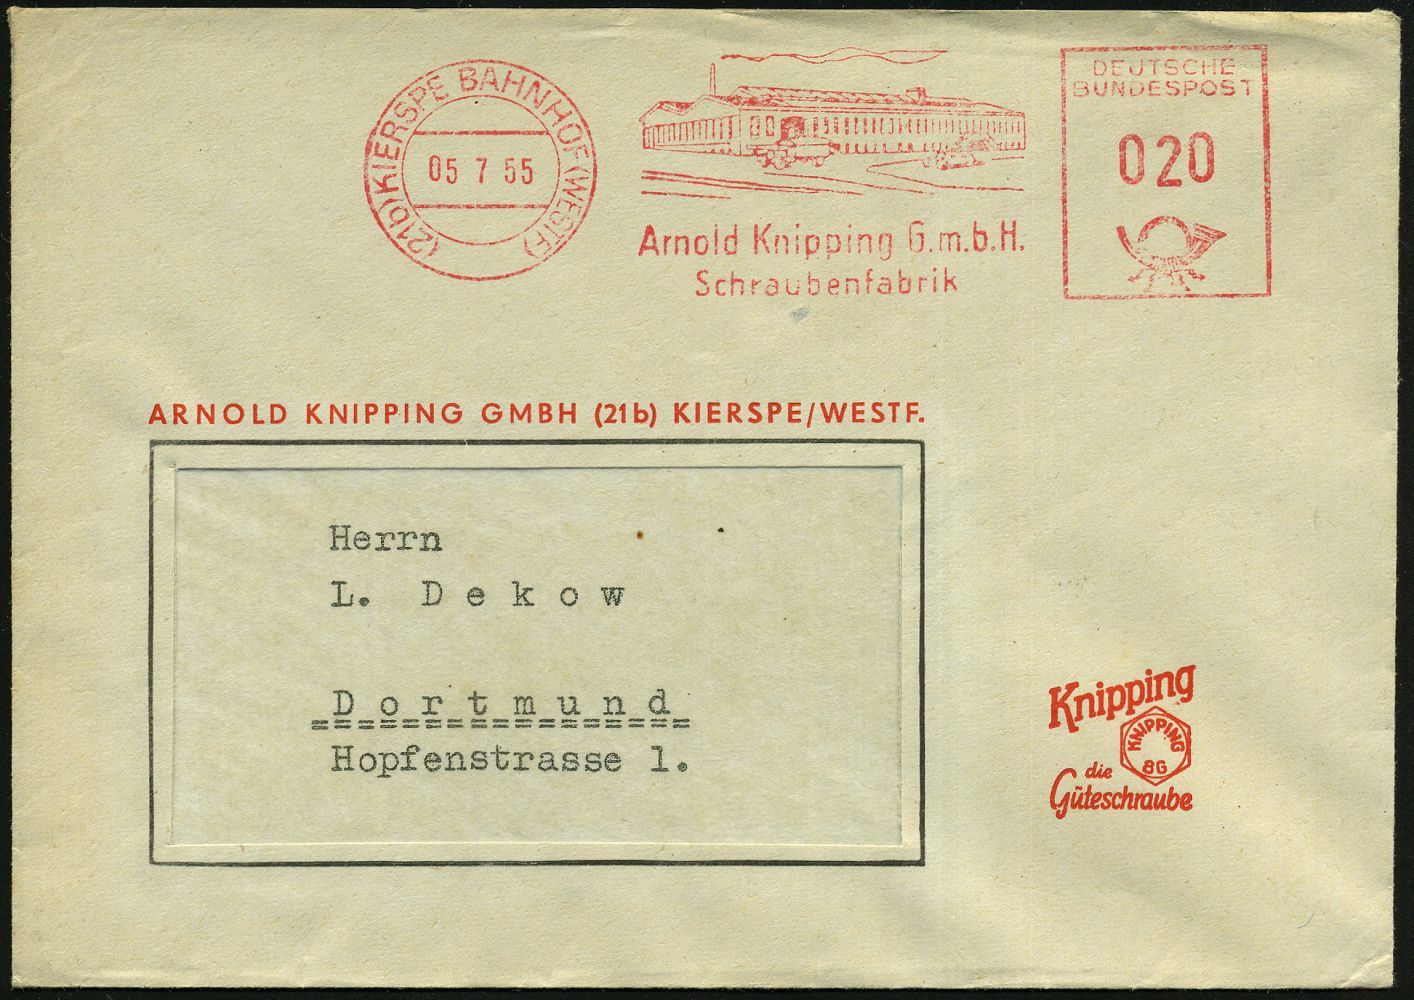 (21b) KIERSPE BAHNHOF (WESTF)
05 7 55
Arnold Knipping G.m.b.H.
Schraubenfabrik
DEUTSCHE
BUNDESPOST
020
ARNOLD KNIPPING GMBH (21b) KIERSPE/WESTF.
Herrn
L. Dekow
Dortmund
Hopfenstrasse 1.
Knipping
KNIPPING
8G
die
Güteschraube